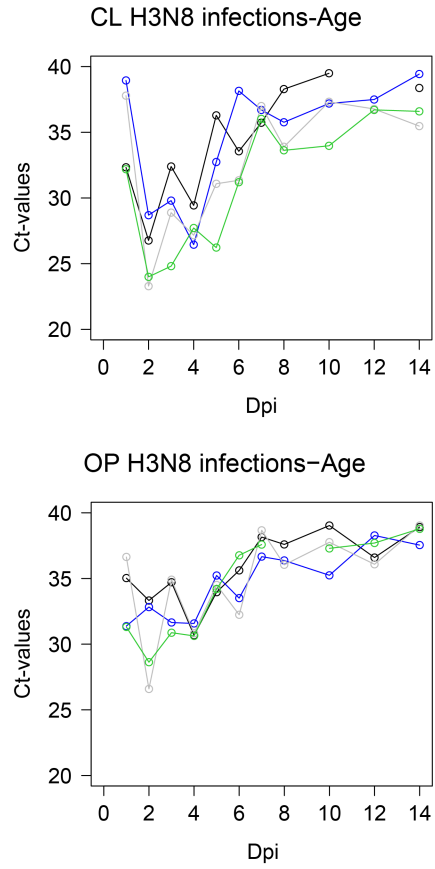 CL H3N8 infections-Age
40
35
30
25
20
Ct-values
0 2 4 6 8 10 12 14
Dpi
OP H3N8 infections−Age
40
35
30
25
20
Ct-values
0 2 4 6 8 10 12 14
Dpi